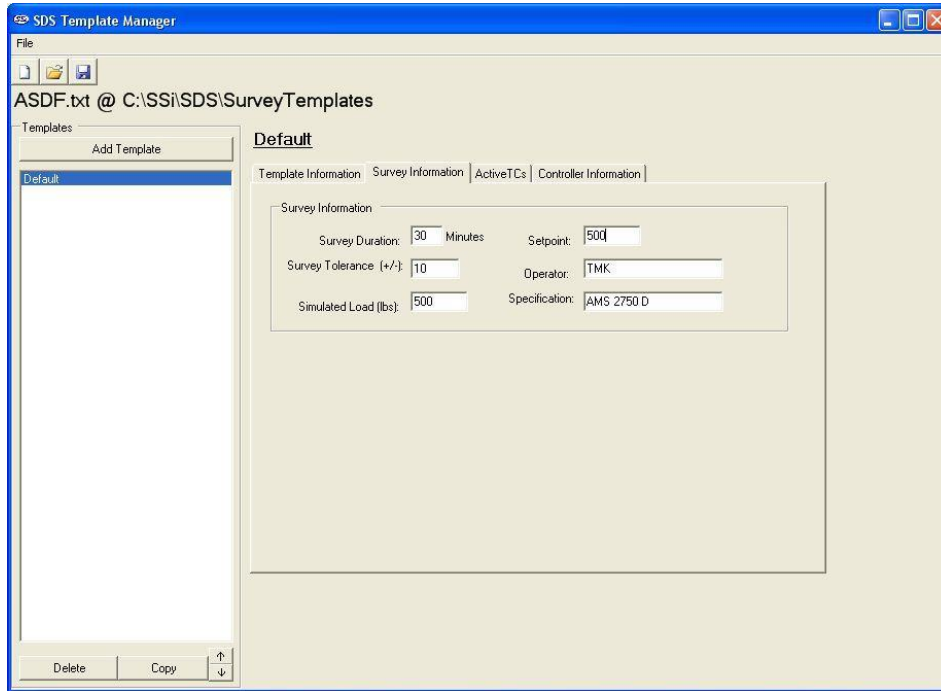 SDS Template Manager
File
ASDF.txt @ C:\SSi\SDS\SurveyTemplates
Templates
Add Template
Default
Default
Template Information Survey Information ActiveTCs Controller Information
Survey Information
Survey Duration: 30 Minutes Setpoint: 500
Survey Tolerance (+/-): 10 Operator: TMK
Simulated Load (lbs): 500 Specification: AMS 2750 D
Delete Copy